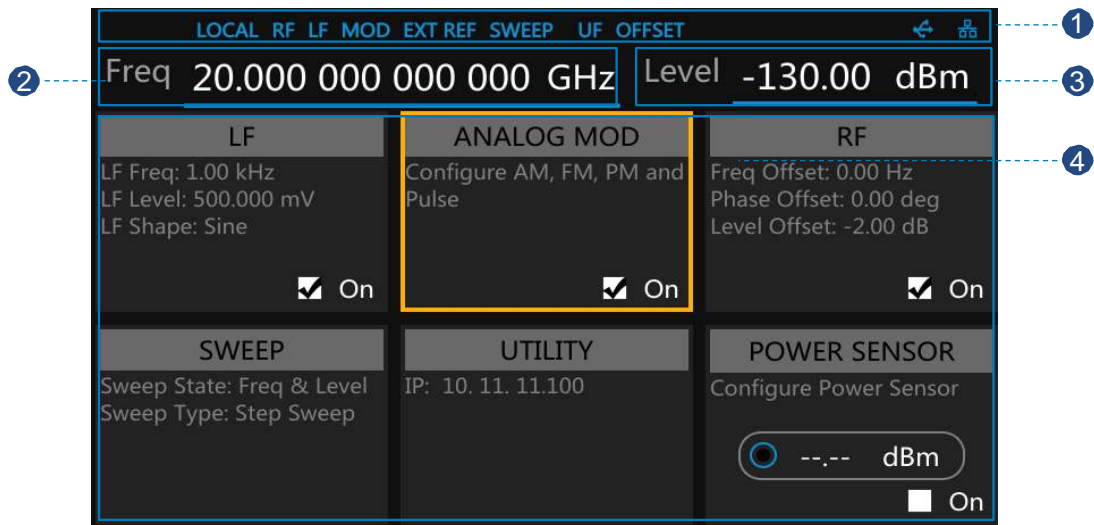 LOCAL RF LF MOD EXT REF SWEEP UF OFFSET
1
2
Freq 20.000 000 000 000 GHz
Level -130.00 dBm
3
LF
LF Freq: 1.00 kHz
LF Level: 500.000 mV
LF Shape: Sine
On
ANALOG MOD
Configure AM, FM, PM and
Pulse
On
RF
Freq Offset: 0.00 Hz
Phase Offset: 0.00 deg
Level Offset: -2.00 dB
On
4
SWEEP
Sweep State: Freq & Level
Sweep Type: Step Sweep
UTILITY
IP: 10. 11. 11.100
POWER SENSOR
Configure Power Sensor
--.-- dBm
On